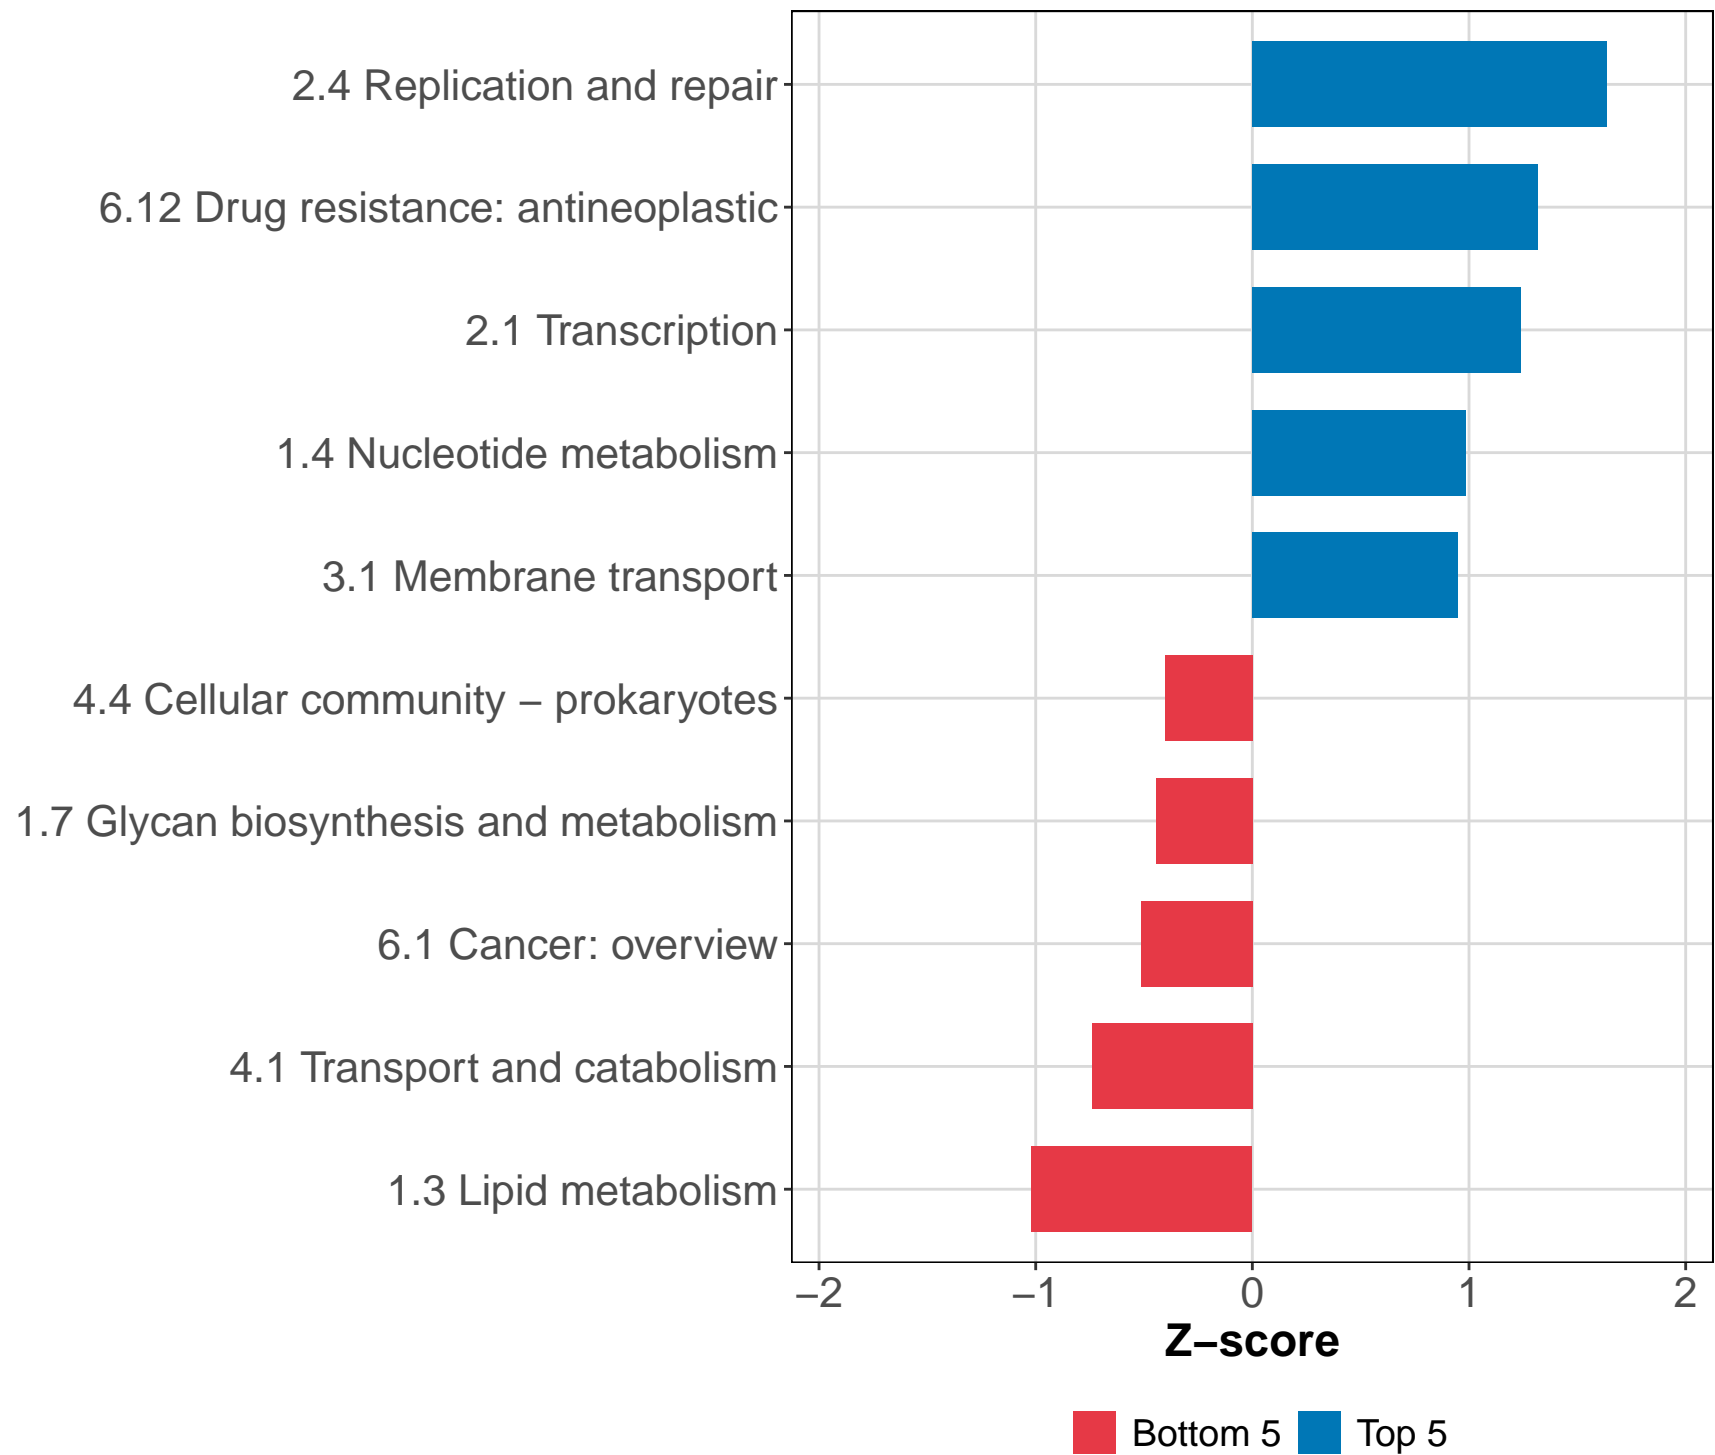 2.4 Replication and repair
6.12 Drug resistance: antineoplastic
2.1 Transcription
1.4 Nucleotide metabolism
3.1 Membrane transport
4.4 Cellular community – prokaryotes
1.7 Glycan biosynthesis and metabolism
6.1 Cancer: overview
4.1 Transport and catabolism
1.3 Lipid metabolism
−2 −1 0 1 2
Z−score
Bottom 5 Top 5